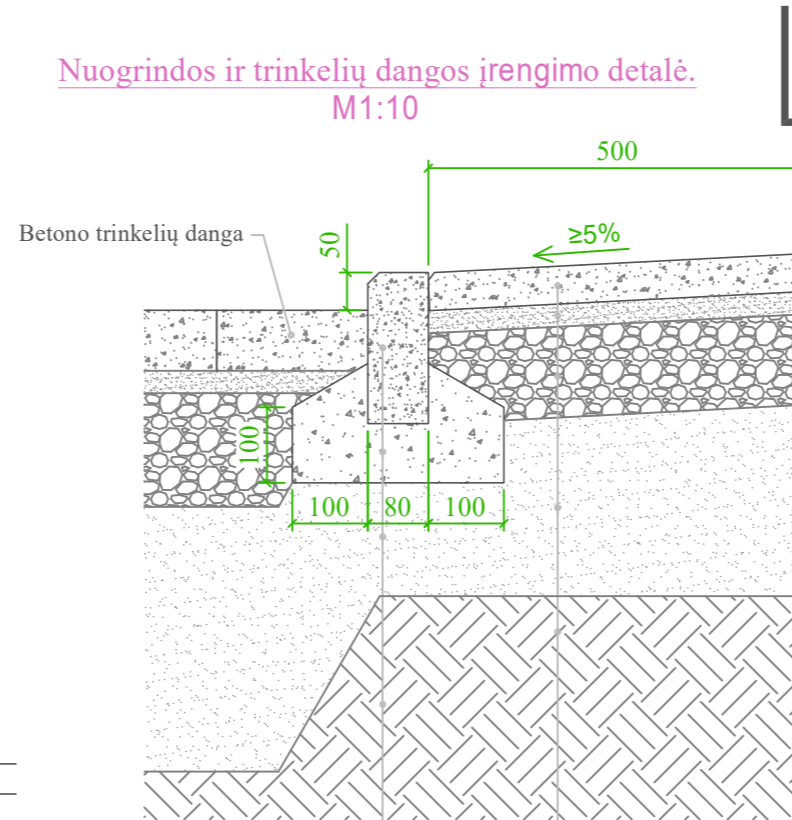 Nuogrindos ir trinkelių dangos įrengimo detalė.
M1:10
500
≥5%
50
Betono trinkelių danga
100
100 80 100